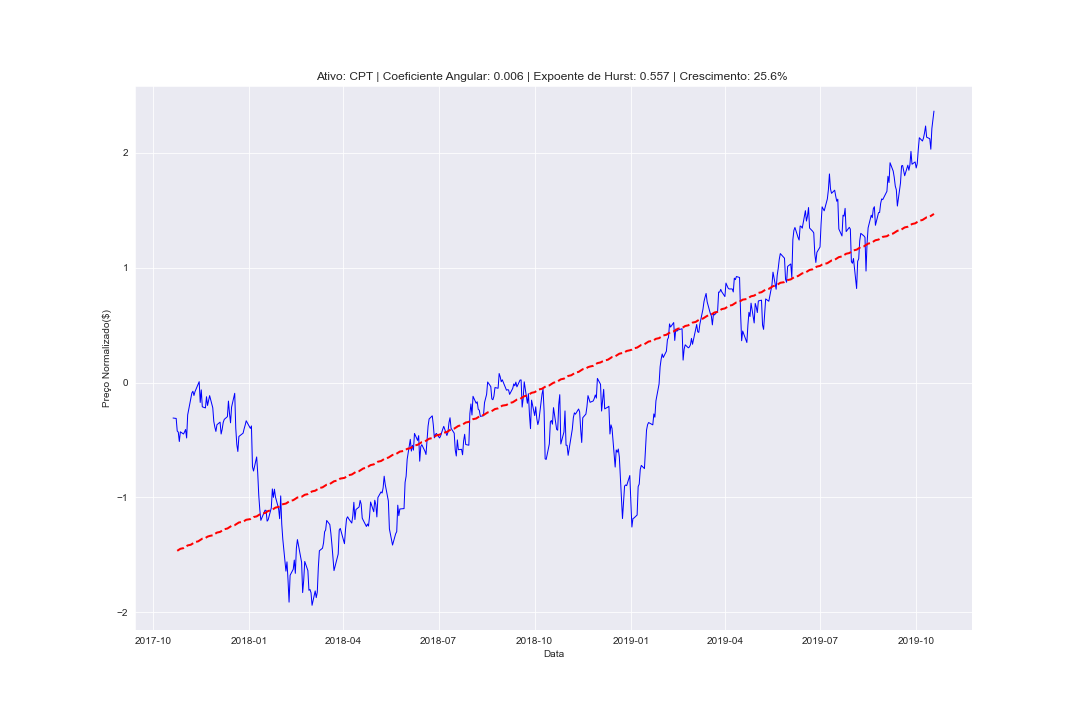 Ativo: CPT | Coeficiente Angular: 0.006 | Expoente de Hurst: 0.557 | Crescimento: 25.6%
Preço Normalizado($)
2
1
0
−1
−2
2017-10 2018-01 2018-04 2018-07 2018-10 2019-01 2019-04 2019-07 2019-10
Data